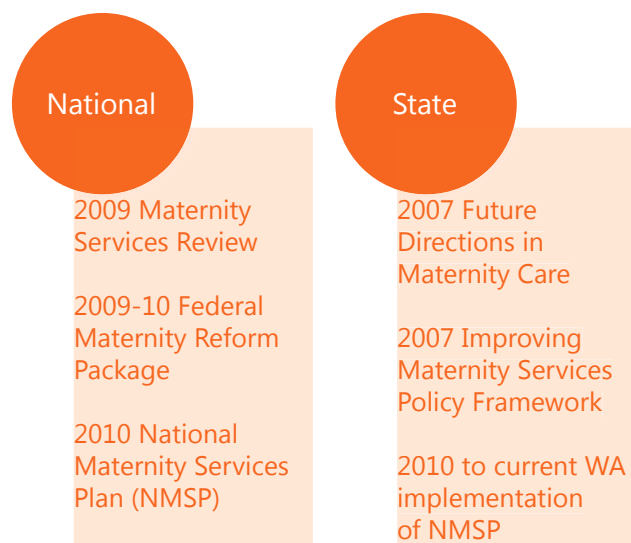 National
2009 Maternity
Services Review
2009-10 Federal
Maternity Reform
Package
2010 National
Maternity Services
Plan (NMSP)
State
2007 Future
Directions in
Maternity Care
2007 Improving
Maternity Services
Policy Framework
2010 to current WA
implementation
of NMSP